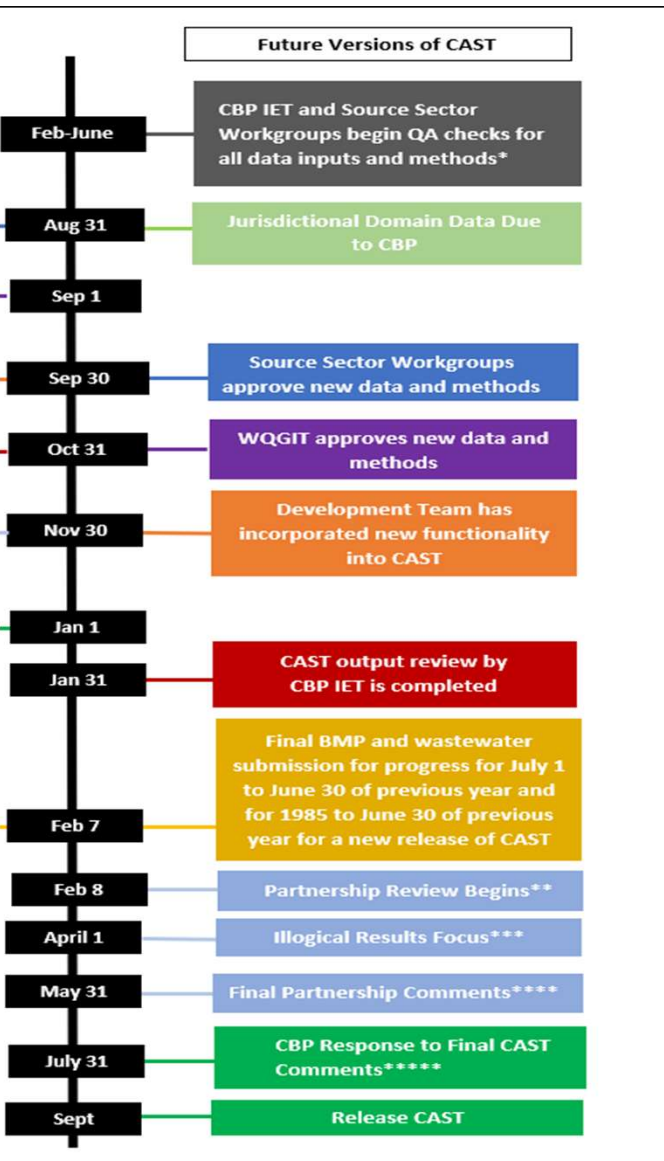 Future Versions of CAST
Feb-June
CBP IET and Source Sector
Workgroups begin QA checks for
all data inputs and methods*
Aug 31
Jurisdictional Domain Data Due
to CBP
Sep 1
Sep 30
Source Sector Workgroups
approve new data and methods
Oct 31
WQGIT approves new data and
methods
Nov 30
Development Team has
incorporated new functionality
into CAST
Jan 1
Jan 31
CAST output review by
CBP IET is completed
Feb 7
Final BMP and wastewater
submission for progress for July 1
to June 30 of previous year and
for 1985 to June 30 of previous
year for a new release of CAST
Feb 8
Partnership Review Begins**
April 1
Illogical Results Focus***
May 31
Final Partnership Comments****
July 31
CBP Response to Final CAST
Comments*****
Sept
Release CAST